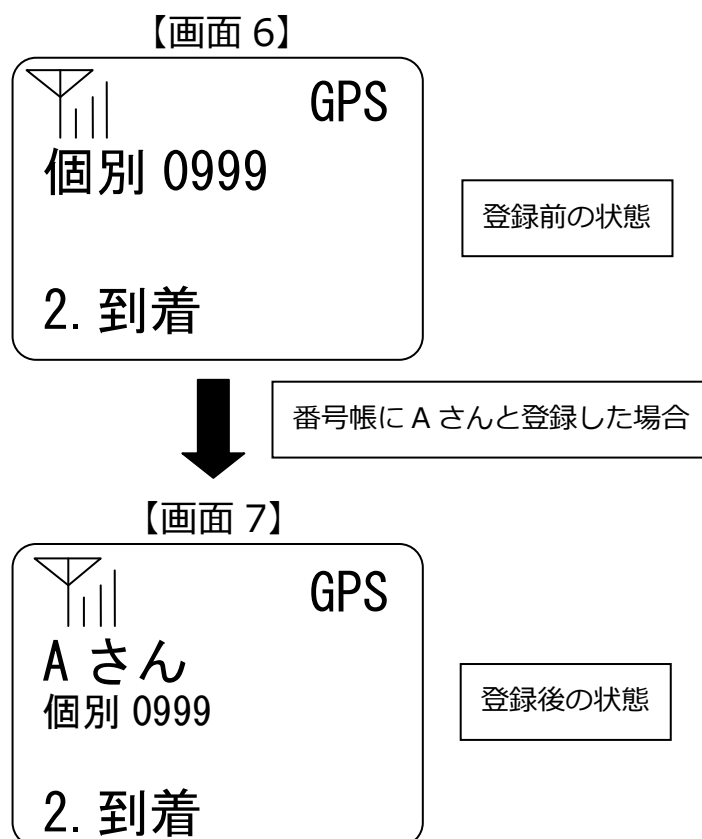 【画面 6】
GPS
個別 0999
登録前の状態
2. 到着
番号帳に A さんと登録した場合
【画面 7】
GPS
A さん
個別 0999
登録後の状態
2. 到着